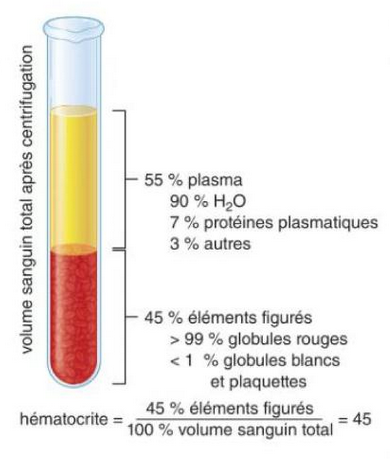 volume sanguin total après centrifugation
55 % plasma
90 % H₂O
7 % protéines plasmatiques
3 % autres
45 % éléments figurés
> 99 % globules rouges
< 1 % globules blancs
et plaquettes
hématocrite = 45 % éléments figurés / 100 % volume sanguin total = 45